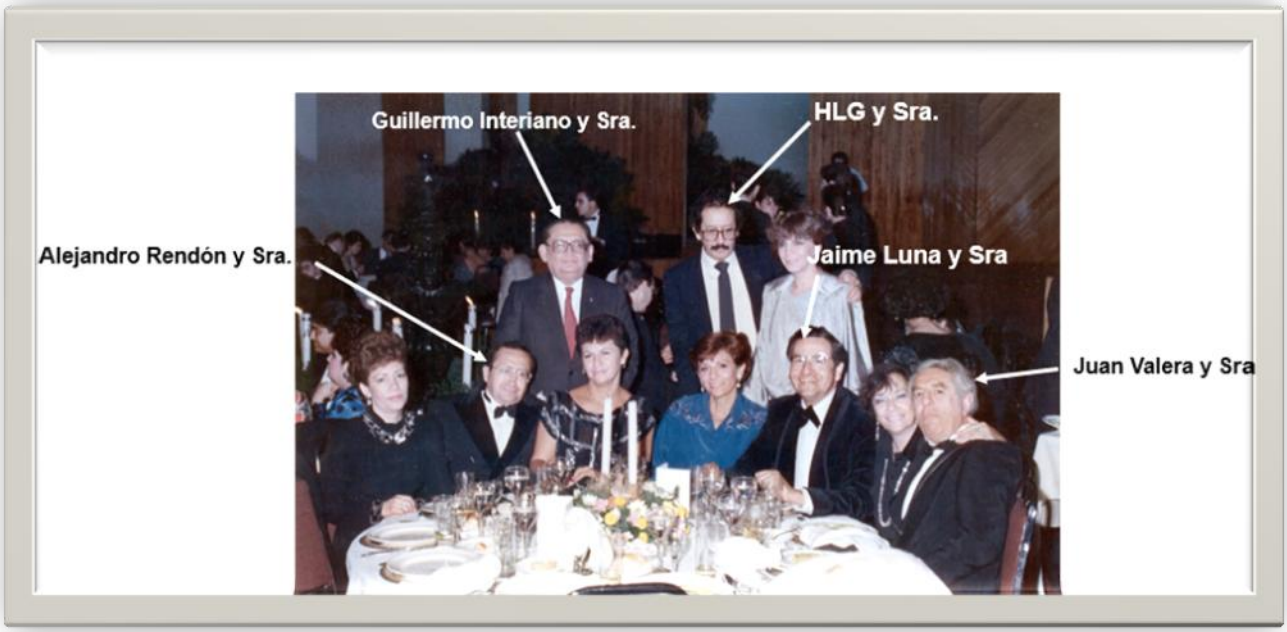 Guillermo Interiano y Sra.
HLG y Sra.
Alejandro Rendón y Sra.
Jaime Luna y Sra
Juan Valera y Sra